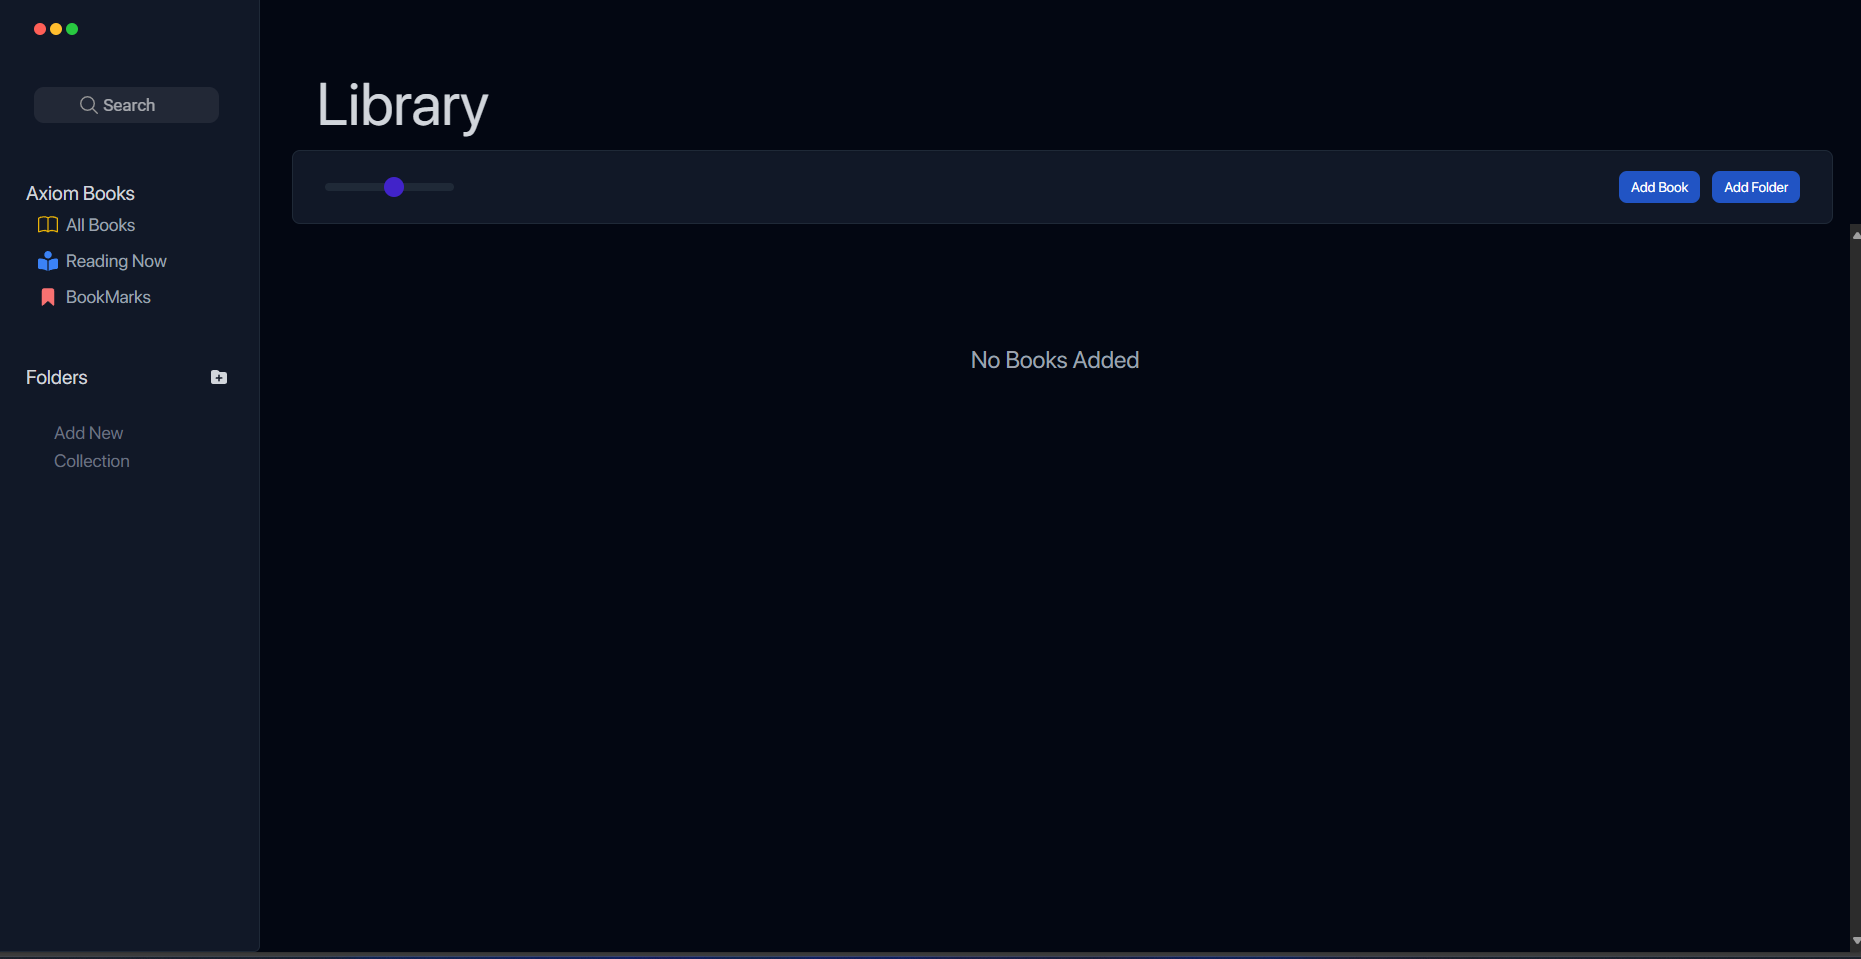 Search
Axiom Books
All Books
Reading Now
BookMarks
Folders
Add New
Collection
Library
Add Book
Add Folder
No Books Added